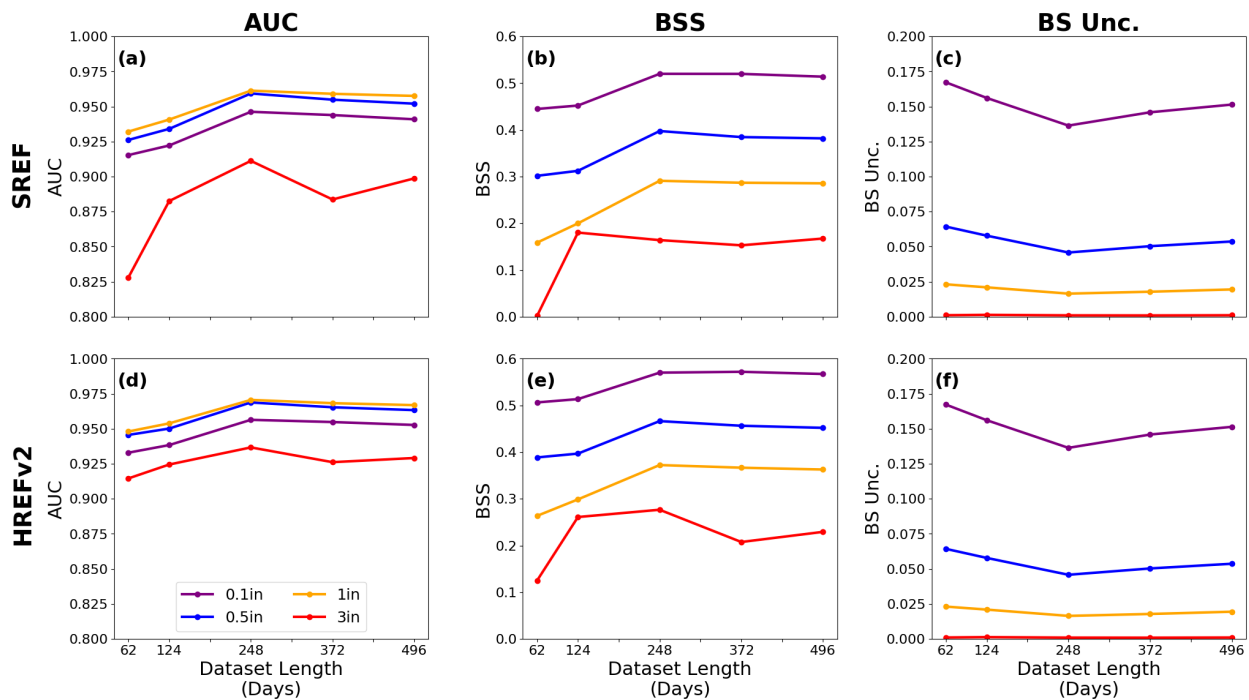 AUC
BSS
BS Unc.
SREF
(a)
AUC
1.000
0.975
0.950
0.925
0.900
0.875
0.850
0.825
0.800
(b)
BSS
0.6
0.5
0.4
0.3
0.2
0.1
0.0
(c)
BS Unc.
0.200
0.175
0.150
0.125
0.100
0.075
0.050
0.025
0.000
HREFv2
(d)
AUC
1.000
0.975
0.950
0.925
0.900
0.875
0.850
0.825
0.800
0.1in
0.5in
1in
3in
62 124 248 372 496
Dataset Length
(Days)
(e)
BSS
0.6
0.5
0.4
0.3
0.2
0.1
0.0
62 124 248 372 496
Dataset Length
(Days)
(f)
BS Unc.
0.200
0.175
0.150
0.125
0.100
0.075
0.050
0.025
0.000
62 124 248 372 496
Dataset Length
(Days)